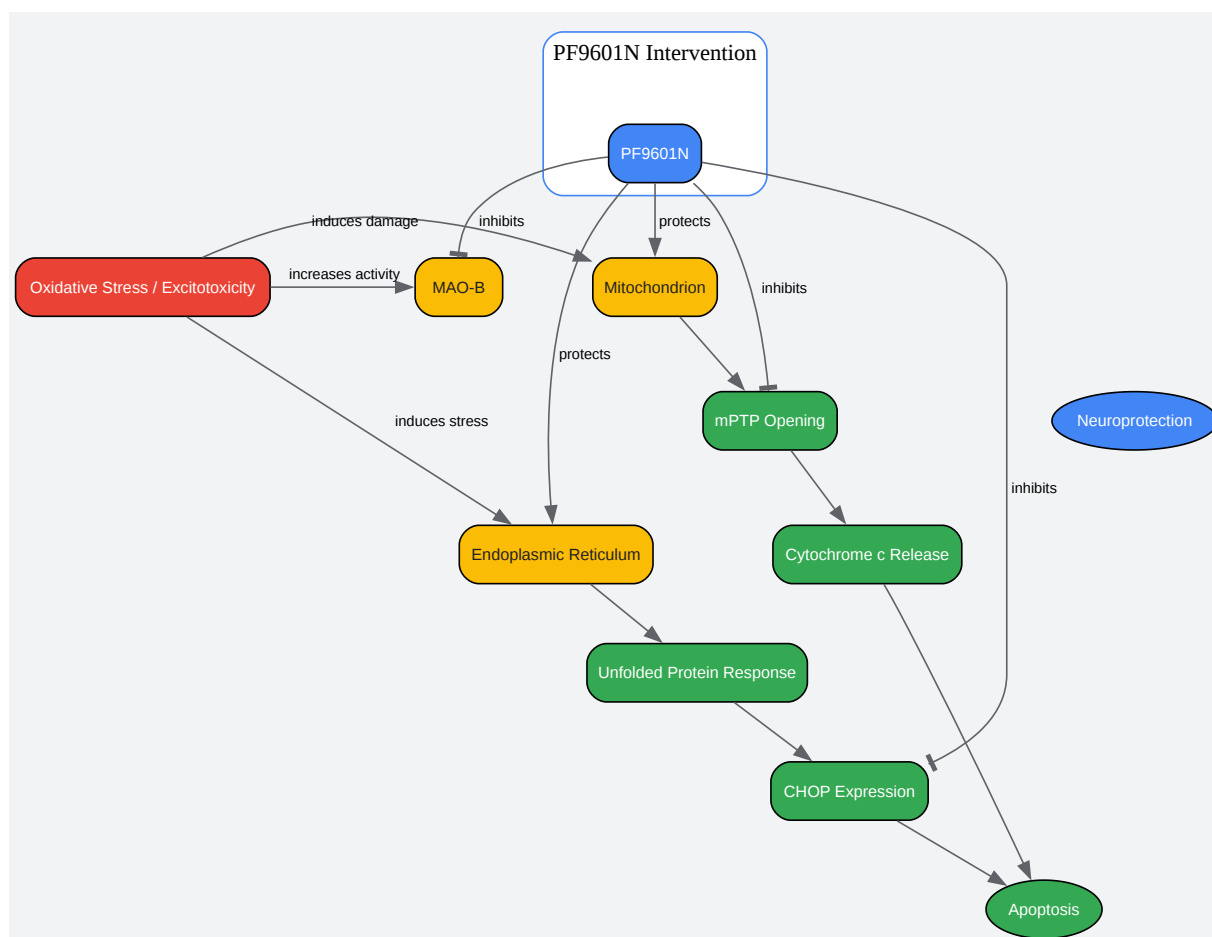 PF9601N Intervention
PF9601N
induces damage
inhibits
protects
Oxidative Stress / Excitotoxicity
increases activity
MAO-B
Mitochondrion
inhibits
protects
induces stress
mPTP Opening
Neuroprotection
inhibits
Endoplasmic Reticulum
Cytochrome c Release
Unfolded Protein Response
CHOP Expression
Apoptosis